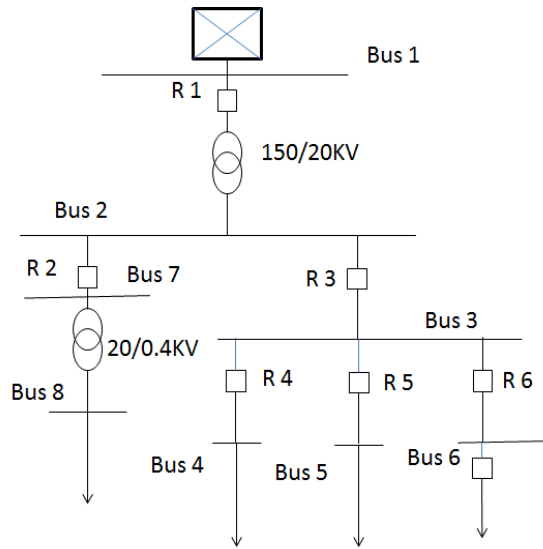 Bus 1
R 1
150/20KV
Bus 2
R 2
Bus 7
R 3
20/0.4KV
Bus 3
Bus 8
R 4
R 5
R 6
Bus 4
Bus 5
Bus 6